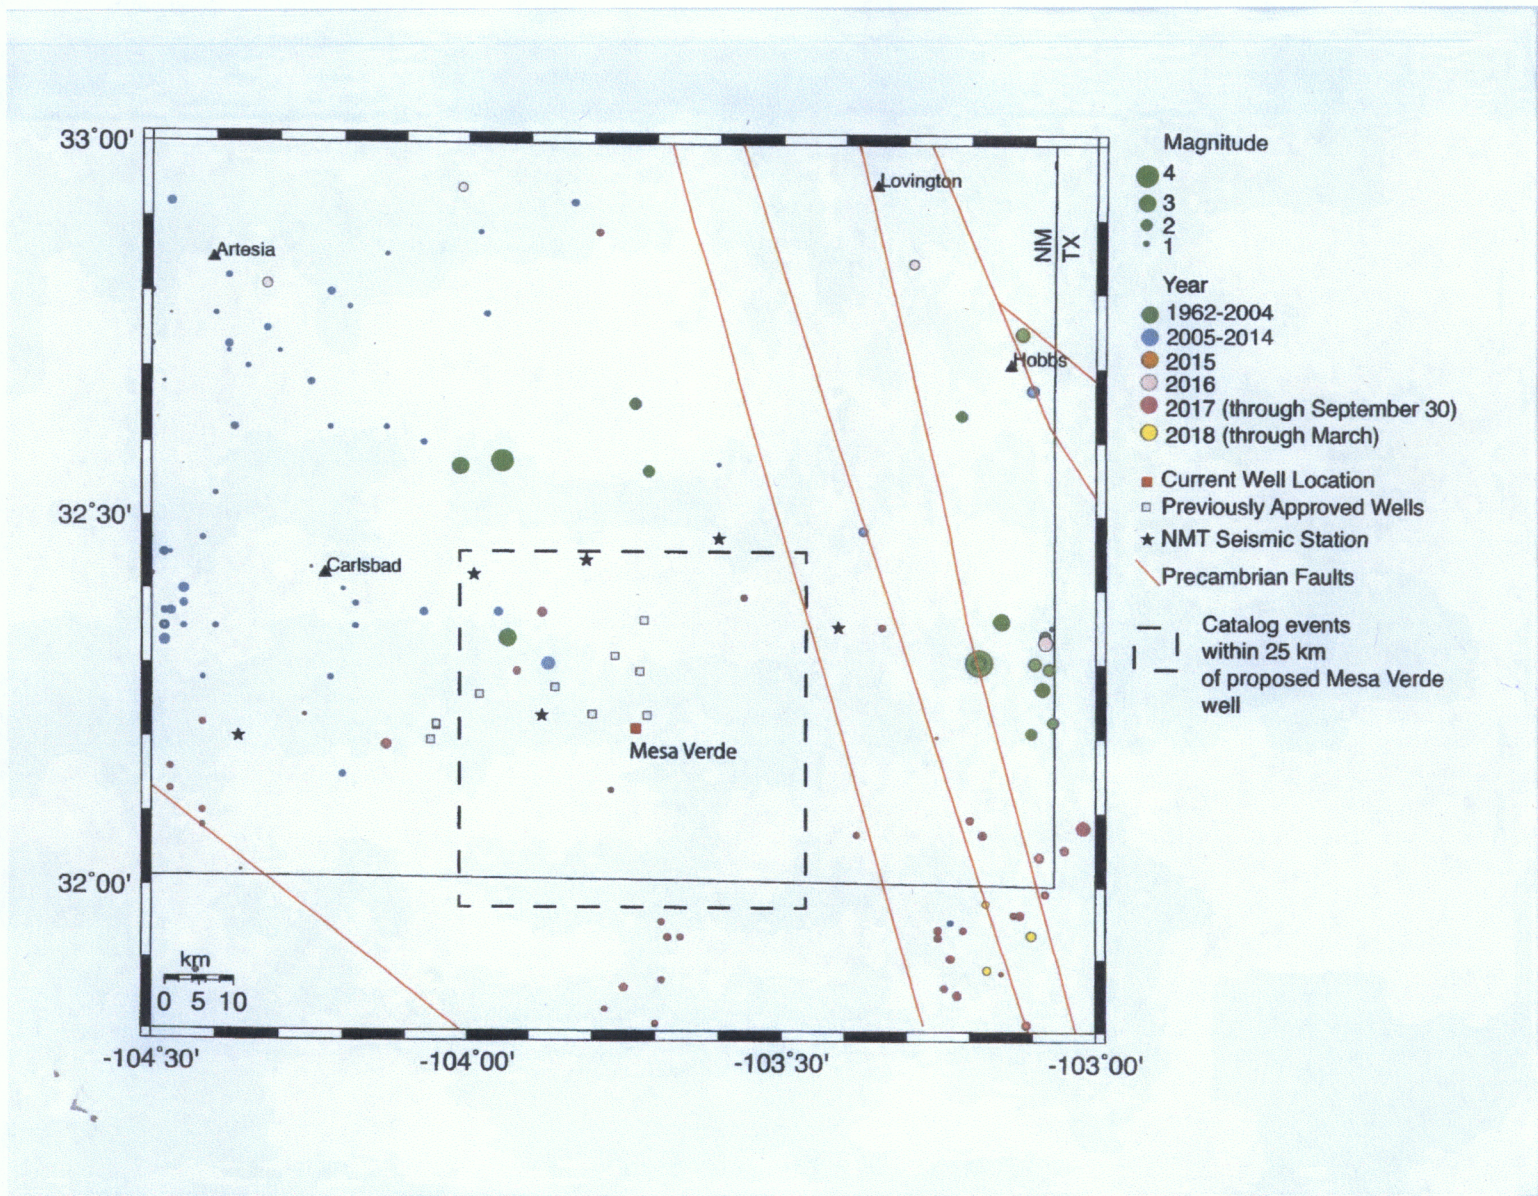 33°00'
32°30'
32°00'
-104°30'
-104°00'
-103°30'
-103°00'
Artesia
Lovington
NM
TX
Hobbs
Carlsbad
Mesa Verde
km
0 5 10
Magnitude
4
3
2
1
Year
1962-2004
2005-2014
2015
2016
2017 (through September 30)
2018 (through March)
Current Well Location
Previously Approved Wells
NMT Seismic Station
Precambrian Faults
Catalog events
within 25 km
of proposed Mesa Verde
well